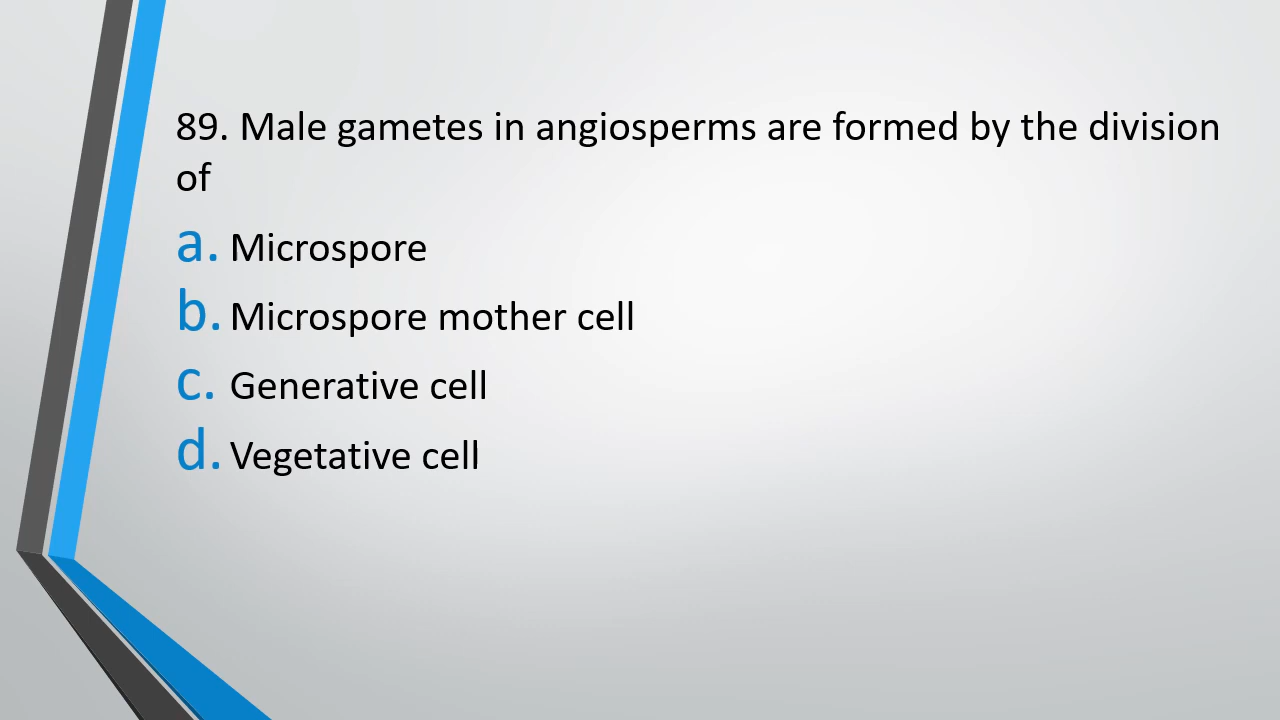 89. Male gametes in angiosperms are formed by the division
of
a. Microspore
b. Microspore mother cell
c. Generative cell
d. Vegetative cell